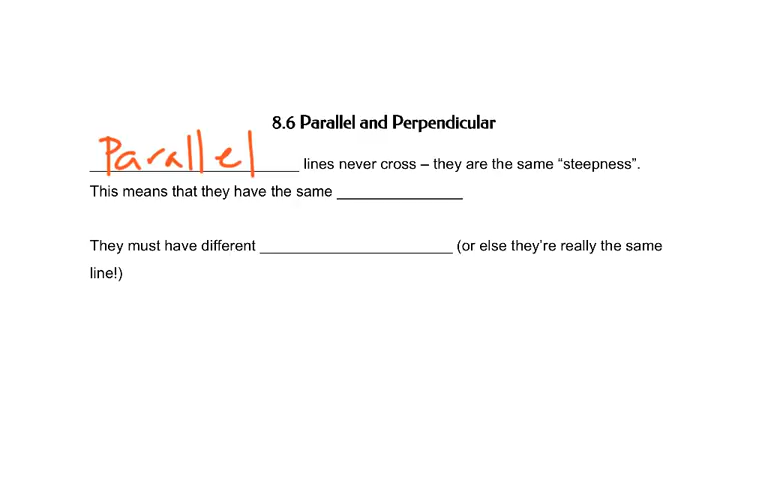 8.6 Parallel and Perpendicular
Parallel lines never cross – they are the same “steepness”.
This means that they have the same _______________
They must have different _______________________ (or else they’re really the same
line!)